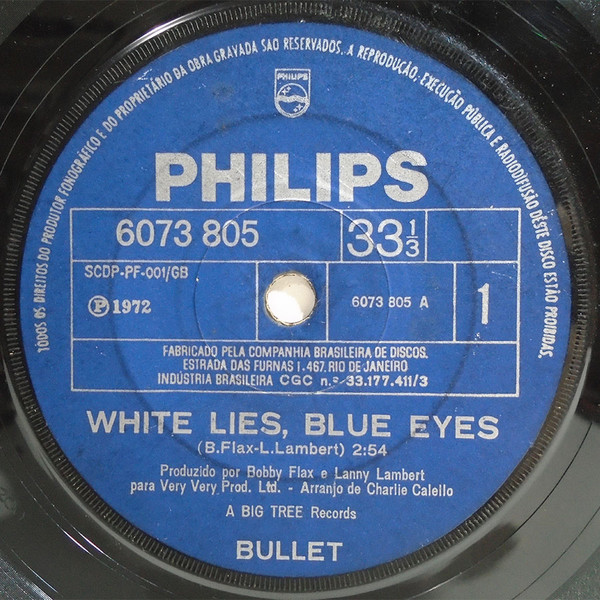 TODOS OS DIREITOS DO PRODUTOR FONOGRÁFICO E DO PROPRIETÁRIO DA OBRA GRAVADA SÃO RESERVADOS. A REPRODUÇÃO, EXECUÇÃO PÚBLICA E RADIODIFUSÃO DÊSTE DISCO ESTÃO PROIBIDAS.
PHILIPS
PHILIPS
6073 805 33 1/3
SCDP-PF-001/GB
℗ 1972 6073 805 A 1
FABRICADO PELA COMPANHIA BRASILEIRA DE DISCOS.
ESTRADA DAS FURNAS 1.467, RIO DE JANEIRO
INDÚSTRIA BRASILEIRA CGC n.º 33.177.411/3
WHITE LIES, BLUE EYES
(B.Flax-L.Lambert) 2:54
Produzido por Bobby Flax e Lanny Lambert
para Very Very Prod. Ltd. - Arranjo de Charlie Calello
A BIG TREE Records
BULLET